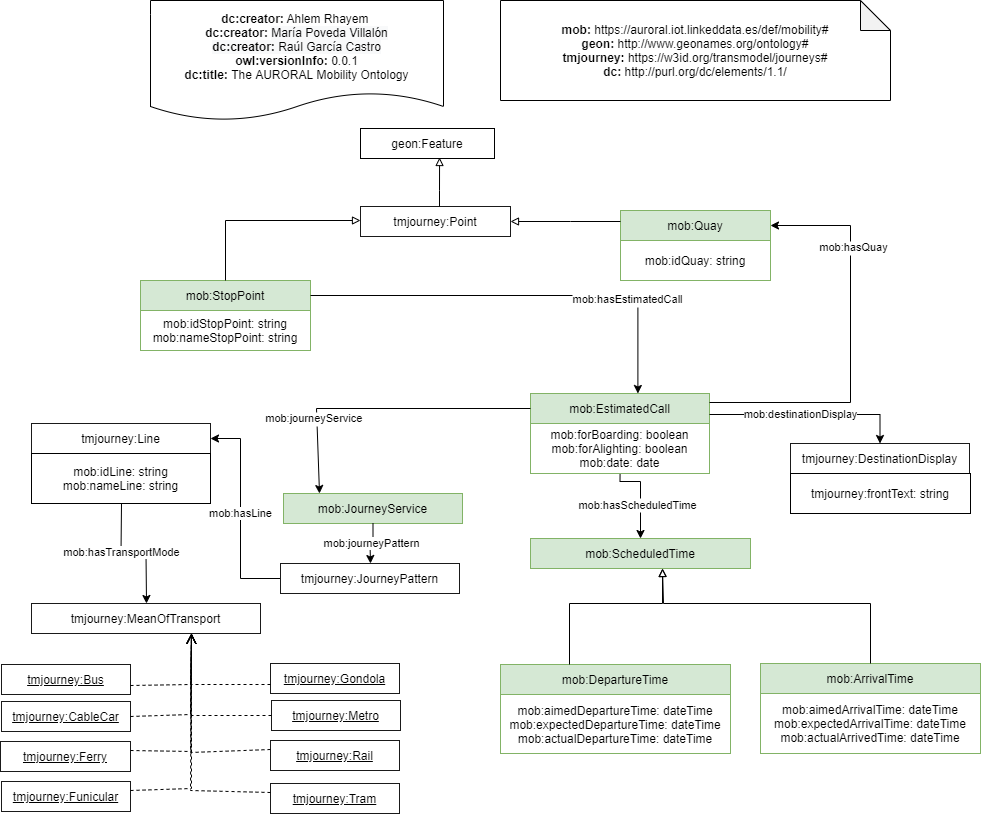 dc:creator: Ahlem Rhayem
dc:creator: María Poveda Villalón
dc:creator: Raúl García Castro
owl:versionInfo: 0.0.1
dc:title: The AURORAL Mobility Ontology
mob: https://auroral.iot.linkeddata.es/def/mobility#
geon: http://www.geonames.org/ontology#
tmjourney: https://w3id.org/transmodel/journeys#
dc: http://purl.org/dc/elements/1.1/
geon:Feature
tmjourney:Point
mob:Quay
mob:idQuay: string
mob:hasQuay
mob:StopPoint
mob:idStopPoint: string
mob:nameStopPoint: string
mob:hasEstimatedCall
mob:EstimatedCall
mob:forBoarding: boolean
mob:forAlighting: boolean
mob:date: date
mob:destinationDisplay
mob:journeyService
tmjourney:Line
mob:idLine: string
mob:nameLine: string
tmjourney:DestinationDisplay
tmjourney:frontText: string
mob:hasLine
mob:JourneyService
mob:hasScheduledTime
mob:journeyPattern
mob:hasTransportMode
mob:ScheduledTime
tmjourney:JourneyPattern
tmjourney:MeanOfTransport
tmjourney:Bus
tmjourney:Gondola
tmjourney:CableCar
tmjourney:Metro
tmjourney:Ferry
tmjourney:Rail
tmjourney:Funicular
tmjourney:Tram
mob:DepartureTime
mob:aimedDepartureTime: dateTime
mob:expectedDepartureTime: dateTime
mob:actualDepartureTime: dateTime
mob:ArrivalTime
mob:aimedArrivalTime: dateTime
mob:expectedArrivalTime: dateTime
mob:actualArrivedTime: dateTime